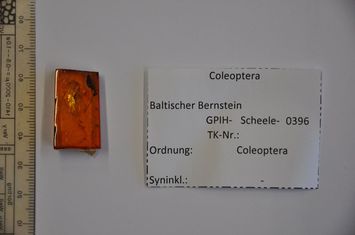 Coleoptera
Baltischer Bernstein
GPIH- Scheele- 0396
TK-Nr.:
Ordnung: Coleoptera
Syninkl.: -